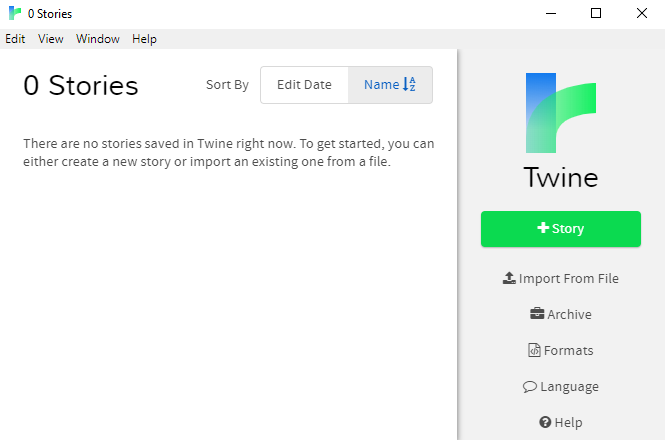 0 Stories
Edit View Window Help
0 Stories
Sort By Edit Date Name
There are no stories saved in Twine right now. To get started, you can
either create a new story or import an existing one from a file.
Twine
Story
Import From File
Archive
Formats
Language
Help